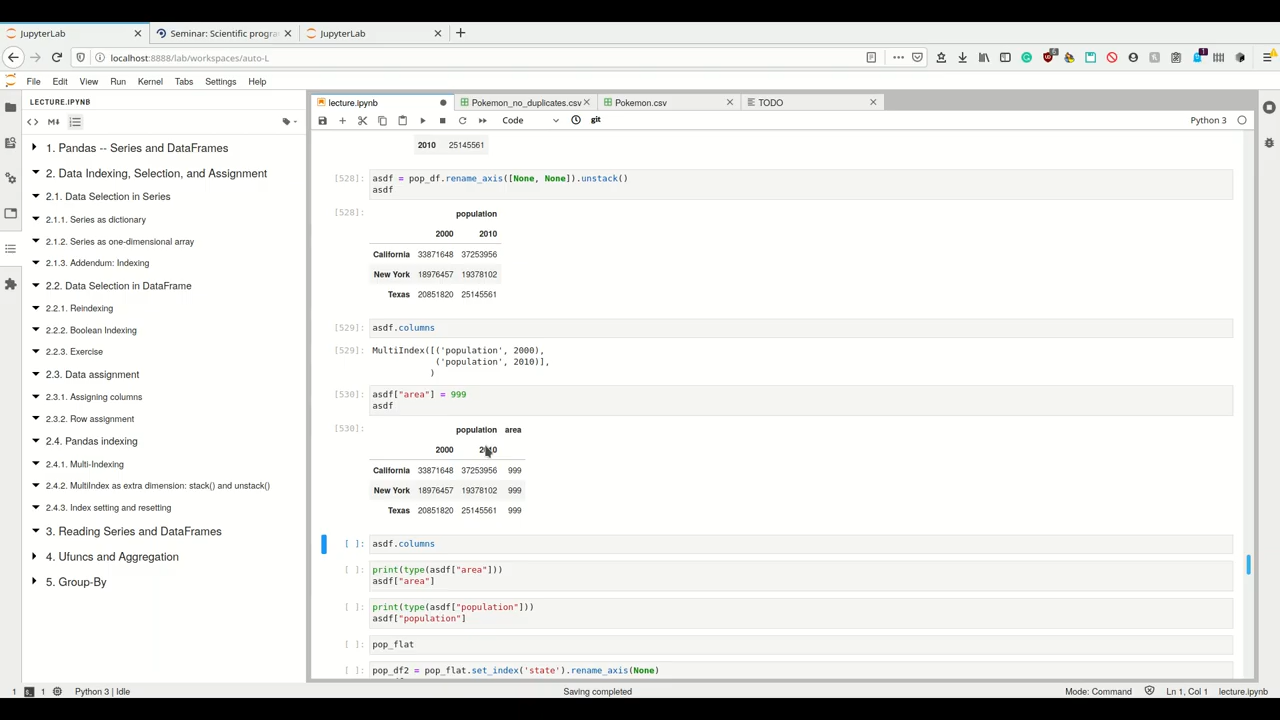 JupyterLab
Seminar: Scientific progra
JupyterLab
localhost:8888/lab/workspaces/auto-L
File Edit View Run Kernel Tabs Settings Help
LECTURE.IPYNB
1. Pandas -- Series and DataFrames
2. Data Indexing, Selection, and Assignment
2.1. Data Selection in Series
2.1.1. Series as dictionary
2.1.2. Series as one-dimensional array
2.1.3. Addendum: Indexing
2.2. Data Selection in DataFrame
2.2.1. Reindexing
2.2.2. Boolean Indexing
2.2.3. Exercise
2.3. Data assignment
2.3.1. Assigning columns
2.3.2. Row assignment
2.4. Pandas indexing
2.4.1. Multi-Indexing
2.4.2. MultiIndex as extra dimension: stack() and unstack()
2.4.3. Index setting and resetting
3. Reading Series and DataFrames
4. Ufuncs and Aggregation
5. Group-By
lecture.ipynb
Pokemon_no_duplicates.csv
Pokemon.csv
TODO
Code
git
Python 3
2010 25145561
[528]: asdf = pop_df.rename_axis([None, None]).unstack()
asdf
[528]:
population
2000 2010
California 33871648 37253956
New York 18976457 19378102
Texas 20851820 25145561
[529]: asdf.columns
[529]: MultiIndex([('population', 2000),
('population', 2010)],
)
[530]: asdf["area"] = 999
asdf
[530]:
population area
2000 2010
California 33871648 37253956 999
New York 18976457 19378102 999
Texas 20851820 25145561 999
[ ]: asdf.columns
[ ]: print(type(asdf["area"]))
asdf["area"]
[ ]: print(type(asdf["population"]))
asdf["population"]
[ ]: pop_flat
[ ]: pop_df2 = pop_flat.set_index('state').rename_axis(None)
1 1 Python 3 | Idle
Saving completed
Mode: Command
Ln 1, Col 1
lecture.ipynb